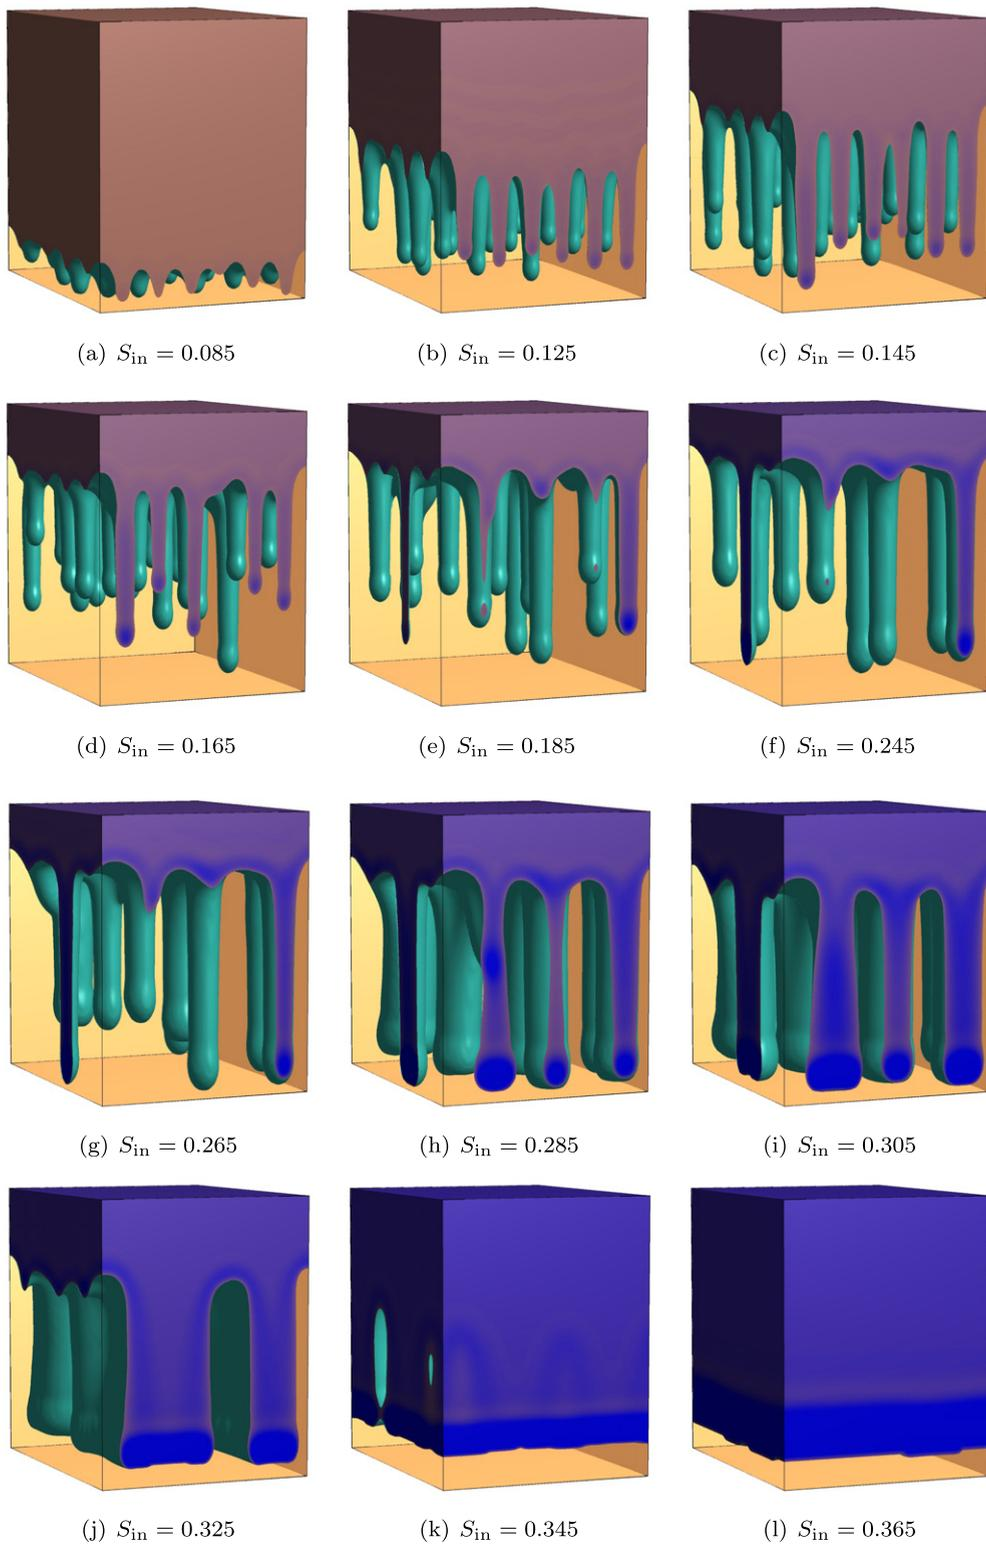 (a) S_in = 0.085
(b) S_in = 0.125
(c) S_in = 0.145
(d) S_in = 0.165
(e) S_in = 0.185
(f) S_in = 0.245
(g) S_in = 0.265
(h) S_in = 0.285
(i) S_in = 0.305
(j) S_in = 0.325
(k) S_in = 0.345
(l) S_in = 0.365